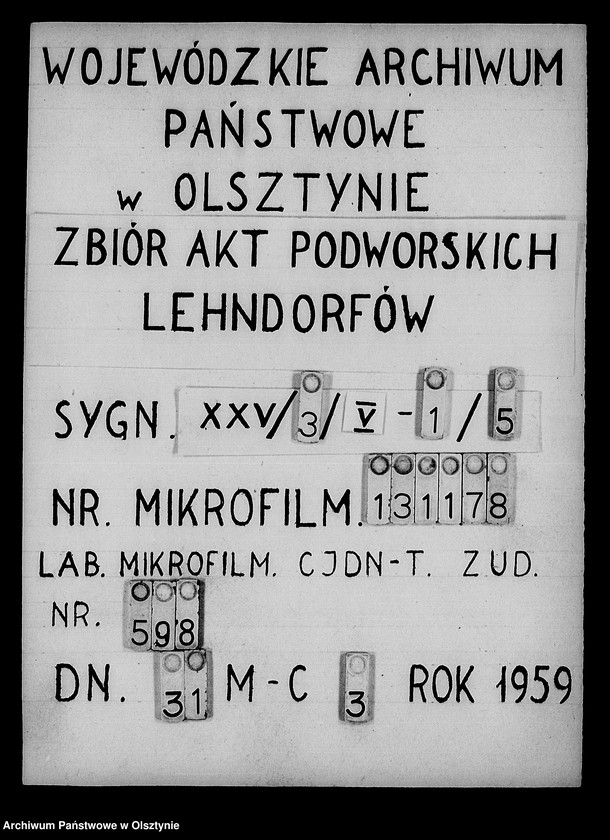 WOJEWÓDZKIE ARCHIWUM
PAŃSTWOWE
w OLSZTYNIE
ZBIÓR AKT PODWORSKICH
LEHNDORFÓW
SYGN. XXV/3/V-1/5
NR. MIKROFILM. 131178
LAB. MIKROFILM. CJDN-T. ZUD.
NR. 598
DN. 31 M-C 3 ROK 1959
Archiwum Państwowe w Olsztynie